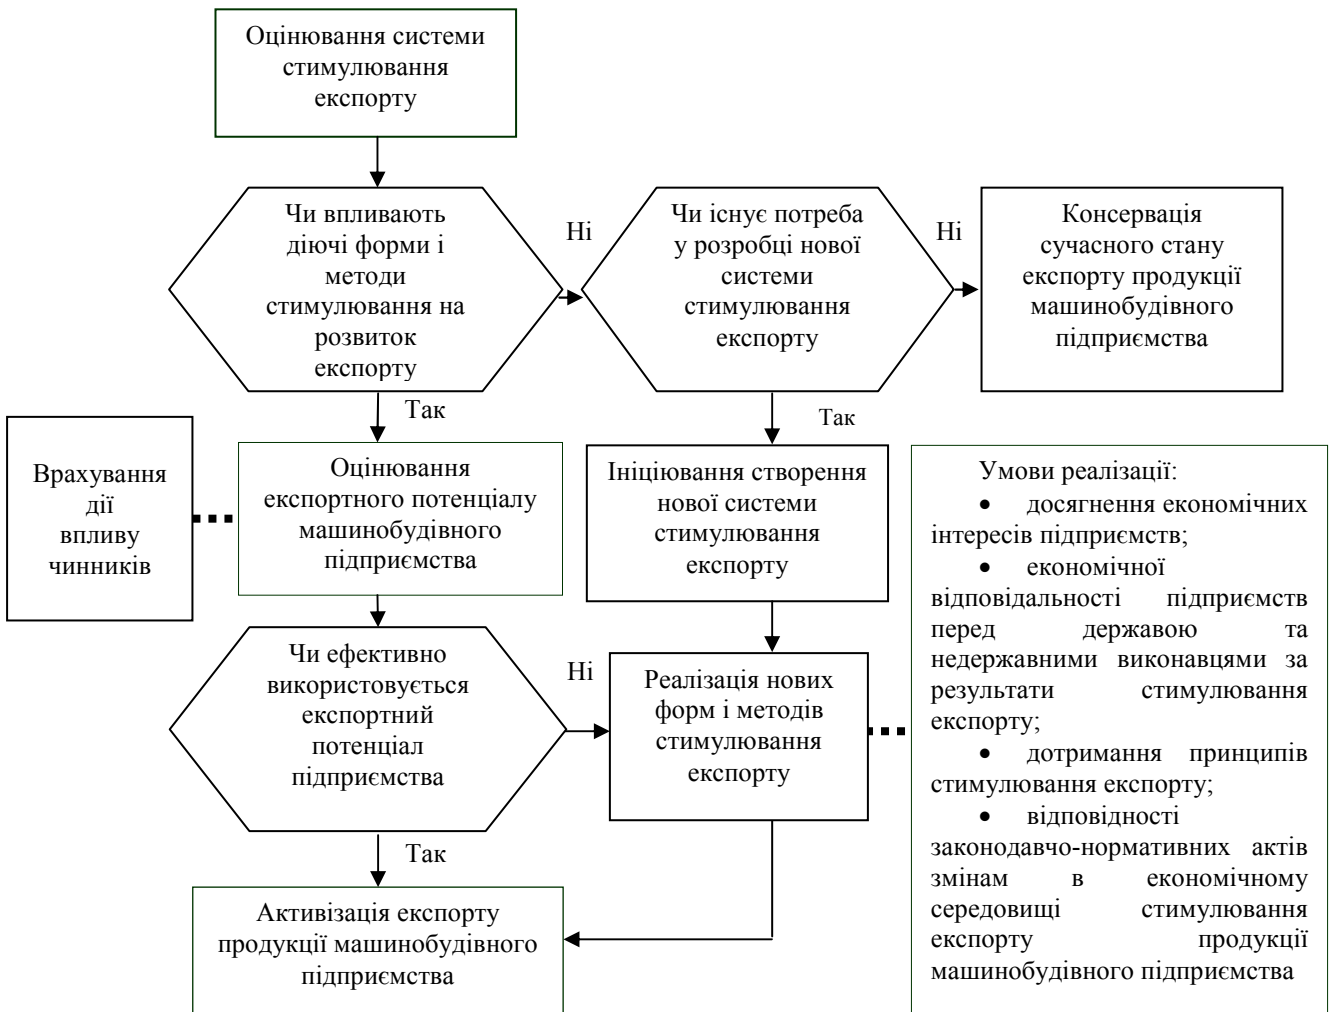 Оцінювання системи
стимулювання
експорту
Чи впливають
діючі форми і
методи
стимулювання на
розвиток
експорту
Ні
Чи існує потреба
у розробці нової
системи
стимулювання
експорту
Ні
Консервація
сучасного стану
експорту продукції
машинобудівного
підприємства
Так
Так
Врахування
дії
впливу
чинників
Оцінювання
експортного потенціалу
машинобудівного
підприємства
Ініціювання створення
нової системи
стимулювання
експорту
Умови реалізації:
• досягнення економічних
інтересів підприємств;
• економічної
відповідальності підприємств
перед державою та
недержавними виконавцями за
результати стимулювання
експорту;
• дотримання принципів
стимулювання експорту;
• відповідності
законодавчо-нормативних актів
змінам в економічному
середовищі стимулювання
експорту продукції
машинобудівного підприємства
Чи ефективно
використовується
експортний
потенціал
підприємства
Ні
Реалізація нових
форм і методів
стимулювання
експорту
Так
Активізація експорту
продукції машинобудівного
підприємства